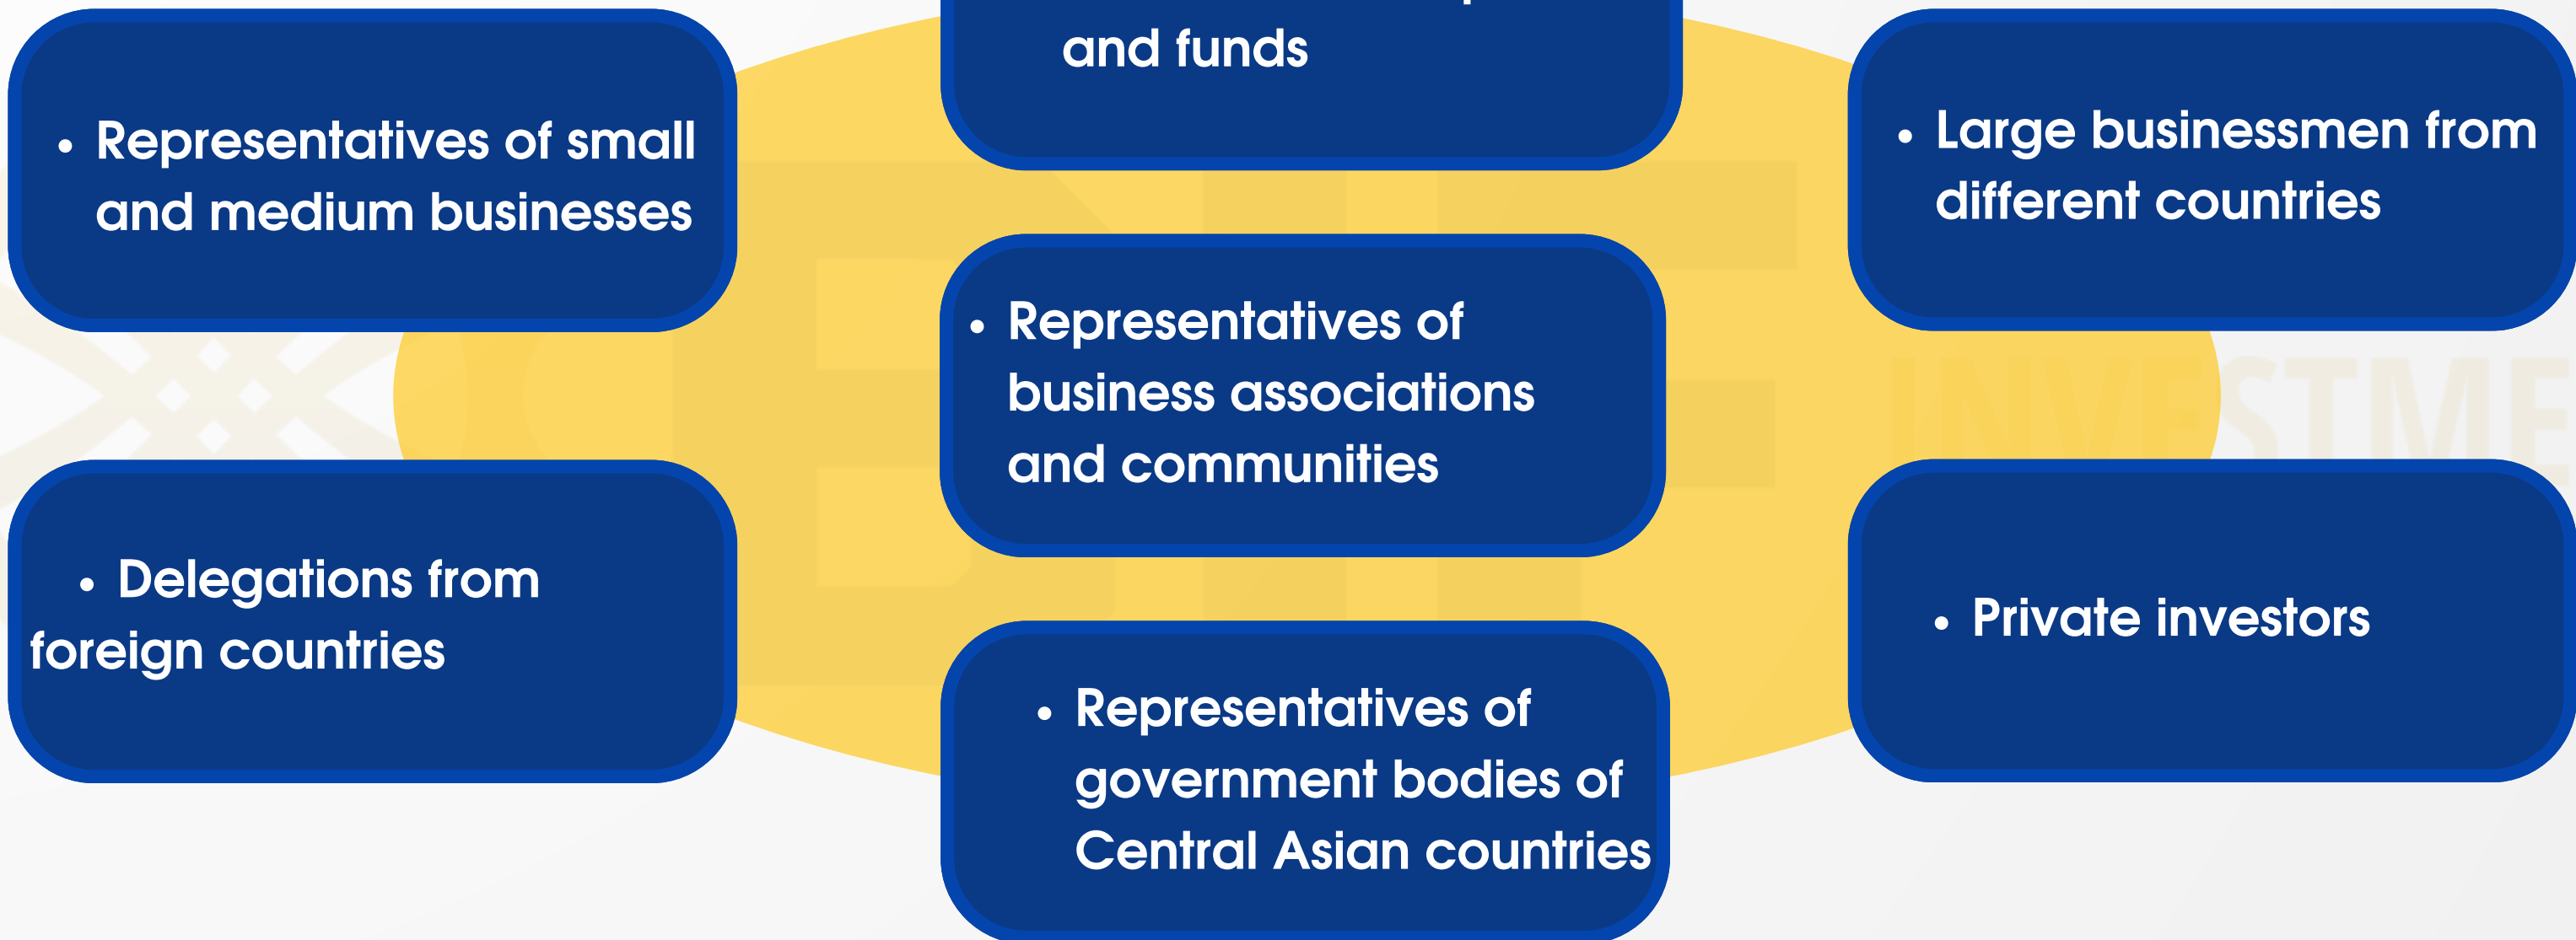 and funds
Representatives of small
and medium businesses
Large businessmen from
different countries
Representatives of
business associations
and communities
Delegations from
foreign countries
Private investors
Representatives of
government bodies of
Central Asian countries
INVESTME